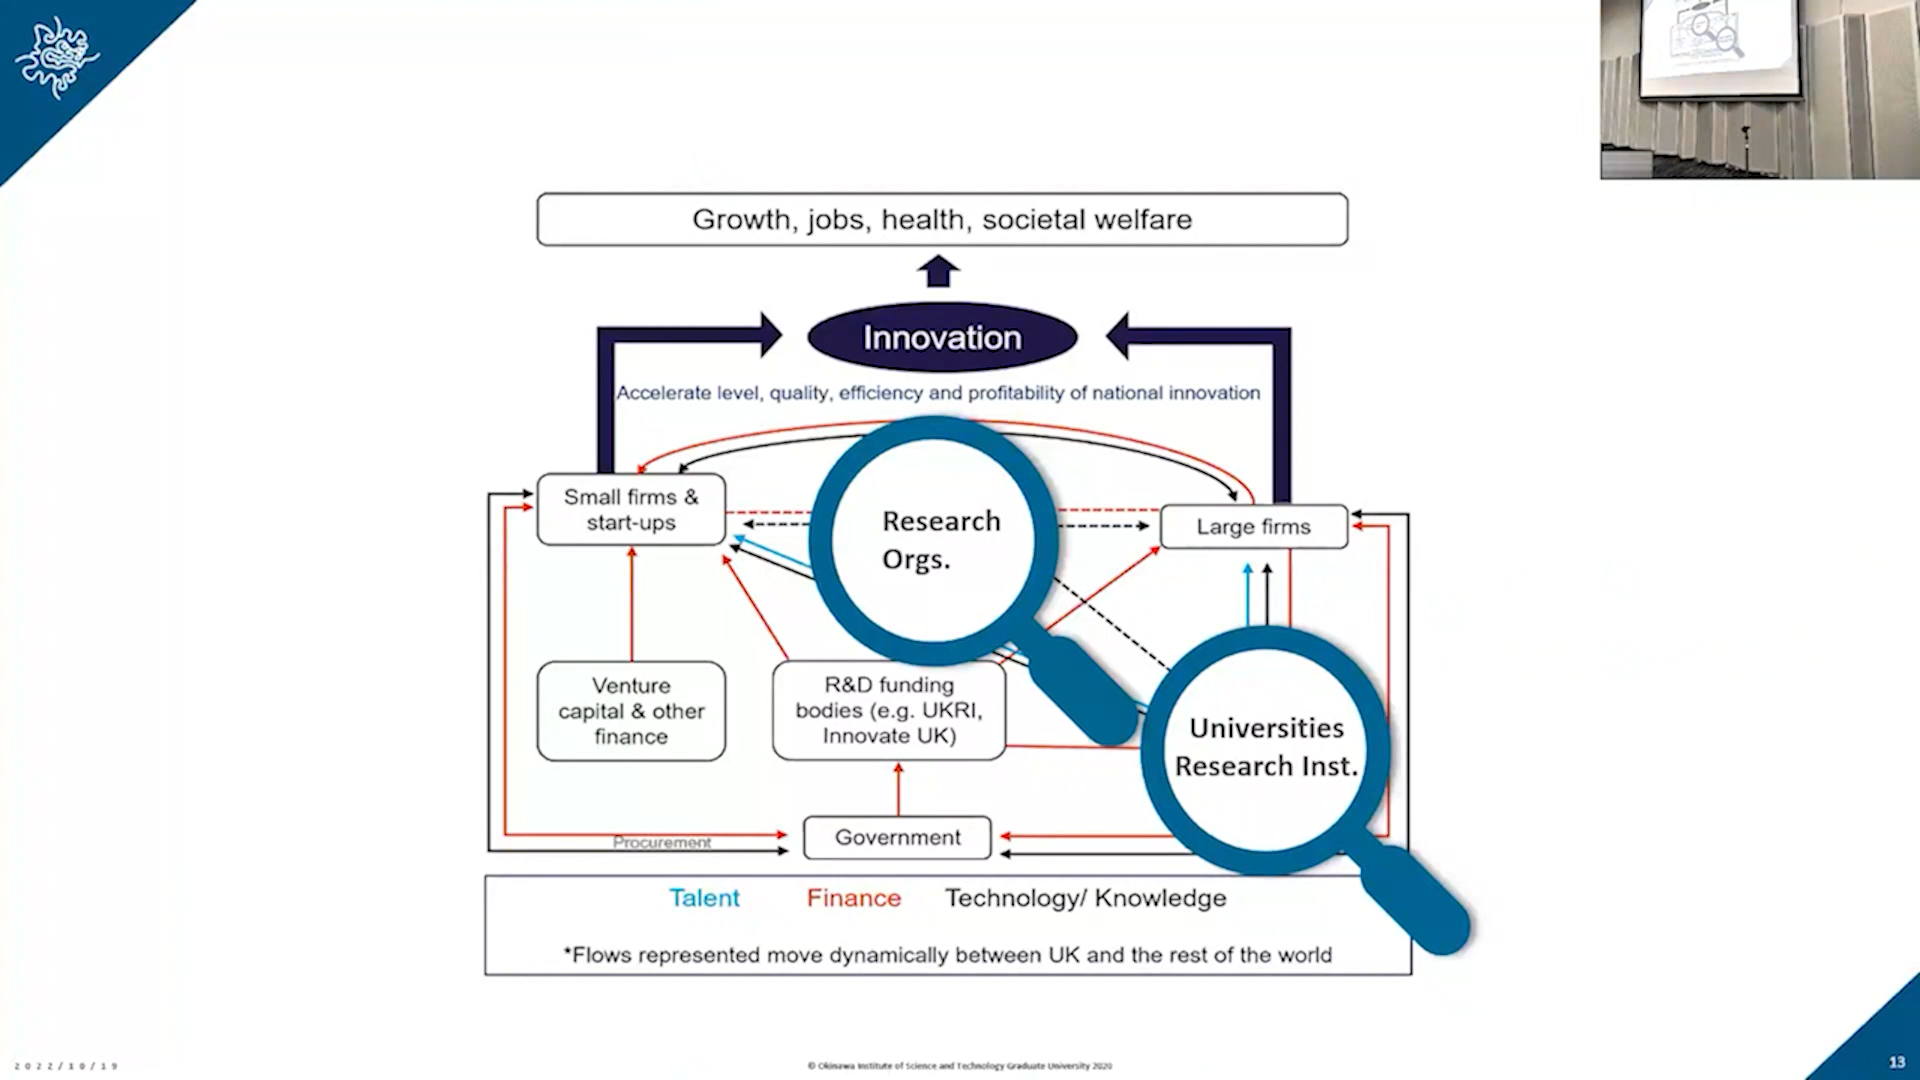 Growth, jobs, health, societal welfare
Innovation
Accelerate level, quality, efficiency and profitability of national innovation
Small firms &
start-ups
Research
Orgs.
Large firms
Venture
capital & other
finance
R&D funding
bodies (e.g. UKRI,
Innovate UK)
Universities
Research Inst.
Procurement
Government
Talent Finance Technology/ Knowledge
*Flows represented move dynamically between UK and the rest of the world
2022/10/19
© Okinawa Institute of Science and Technology Graduate University 2020
13